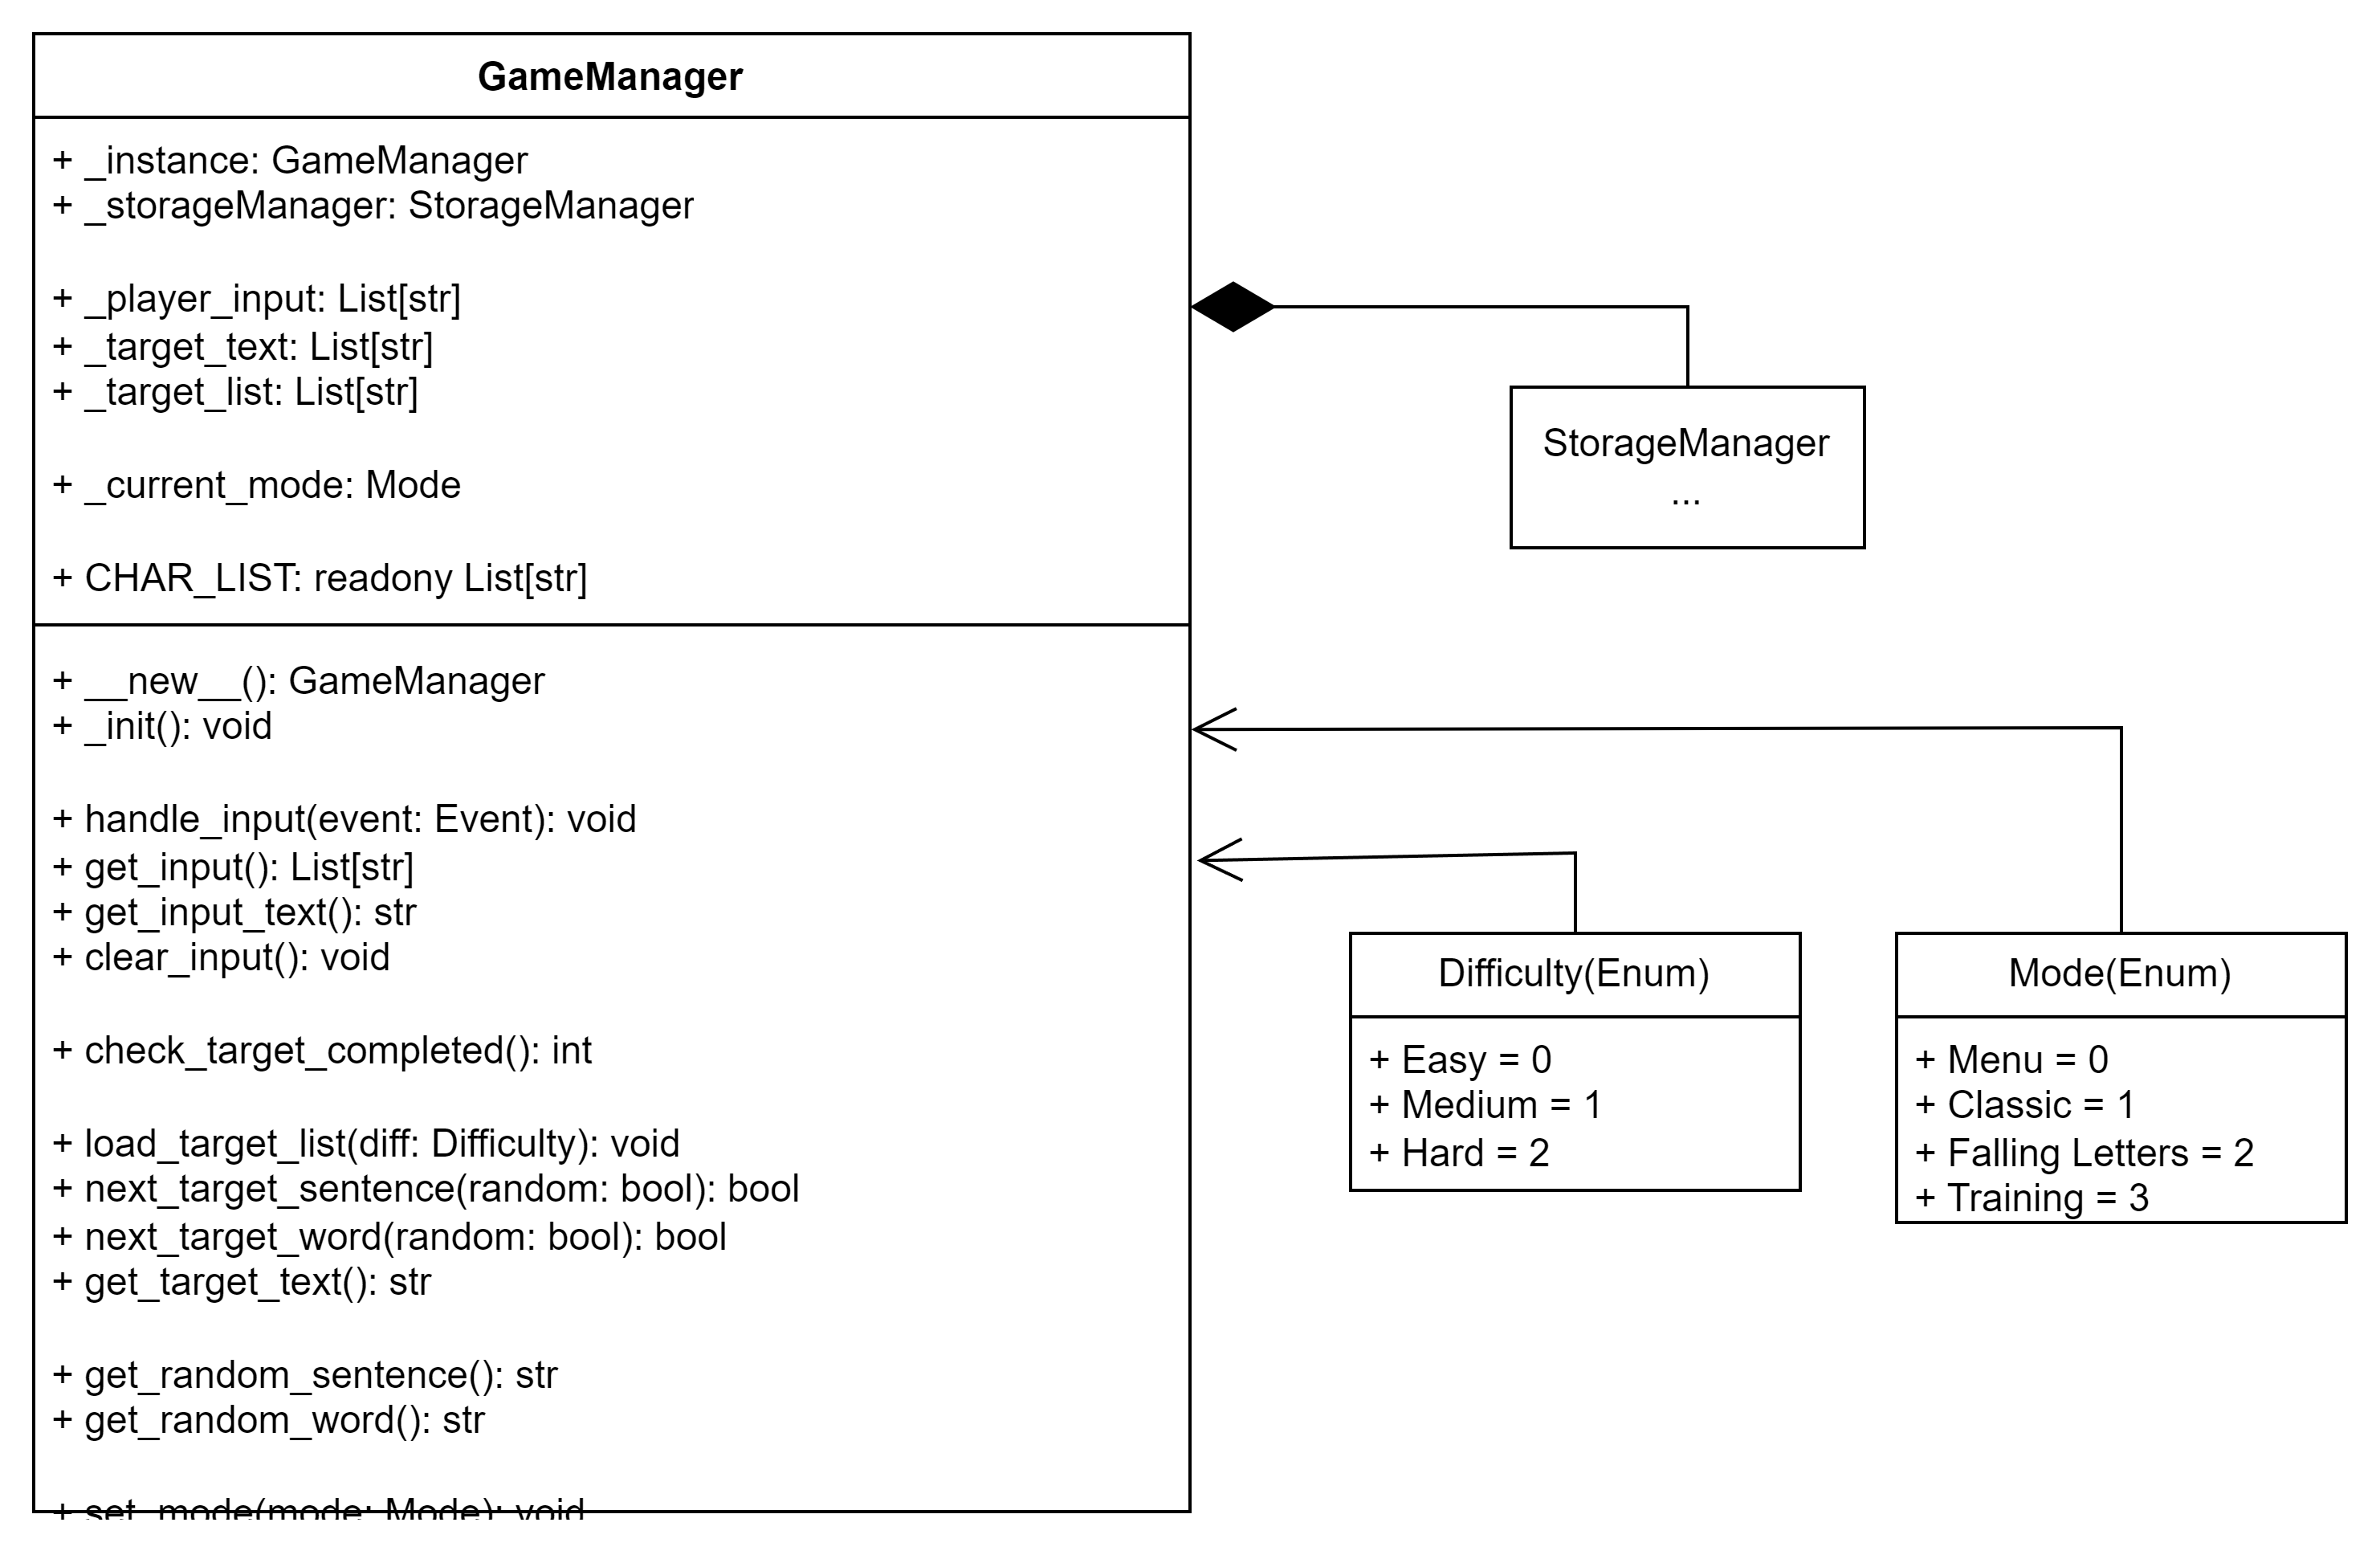 GameManager
+ _instance: GameManager
+ _storageManager: StorageManager
+ _player_input: List[str]
+ _target_text: List[str]
+ _target_list: List[str]
+ _current_mode: Mode
+ CHAR_LIST: readony List[str]
+ __new__(): GameManager
+ _init(): void
+ handle_input(event: Event): void
+ get_input(): List[str]
+ get_input_text(): str
+ clear_input(): void
+ check_target_completed(): int
+ load_target_list(diff: Difficulty): void
+ next_target_sentence(random: bool): bool
+ next_target_word(random: bool): bool
+ get_target_text(): str
+ get_random_sentence(): str
+ get_random_word(): str
+ set_mode(mode: Mode): void
StorageManager
...
Difficulty(Enum)
+ Easy = 0
+ Medium = 1
+ Hard = 2
Mode(Enum)
+ Menu = 0
+ Classic = 1
+ Falling Letters = 2
+ Training = 3